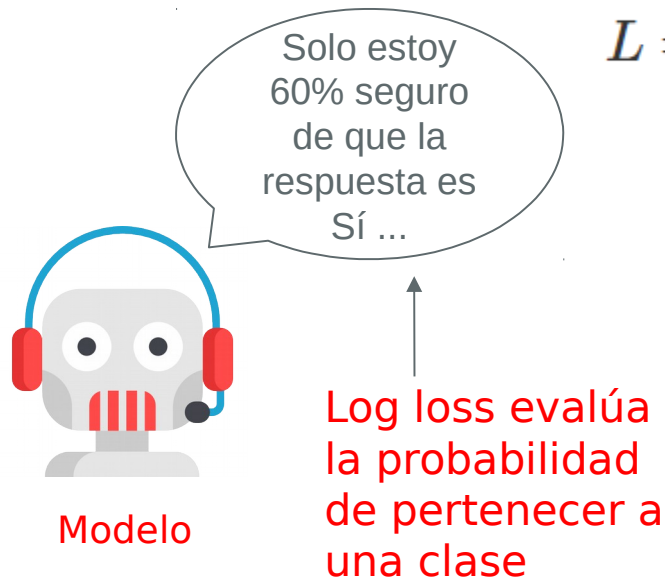 Solo estoy
60% seguro
de que la
respuesta es
Sí ...
L
Log loss evalúa
la probabilidad
de pertenecer a
una clase
Modelo